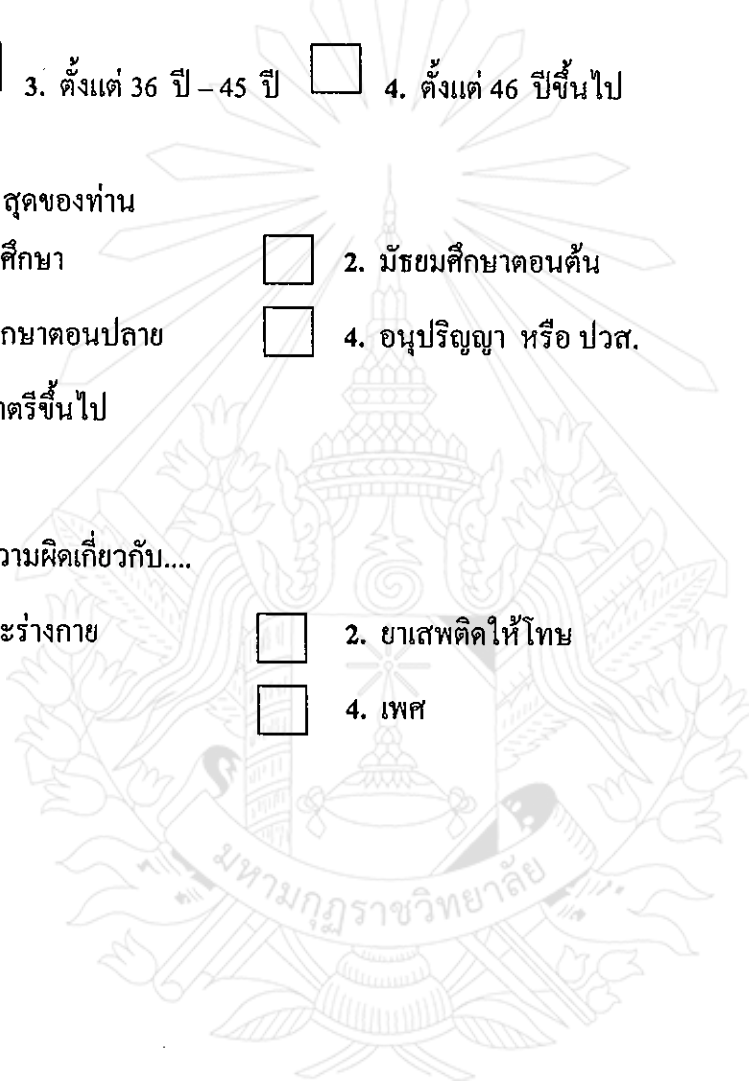 3. ตั้งแต่ 36 ปี – 45 ปี 4. ตั้งแต่ 46 ปีขึ้นไป
สุดของท่าน
ศึกษา 2. มัธยมศึกษาตอนต้น
กษาตอนปลาย 4. อนุปริญญา หรือ ปวส.
าตรีขึ้นไป
วามผิดเกี่ยวกับ....
ะร่างกาย 2. ยาเสพติดให้โทษ
4. เพศ
มหามกุฏราชวิทยาลัย